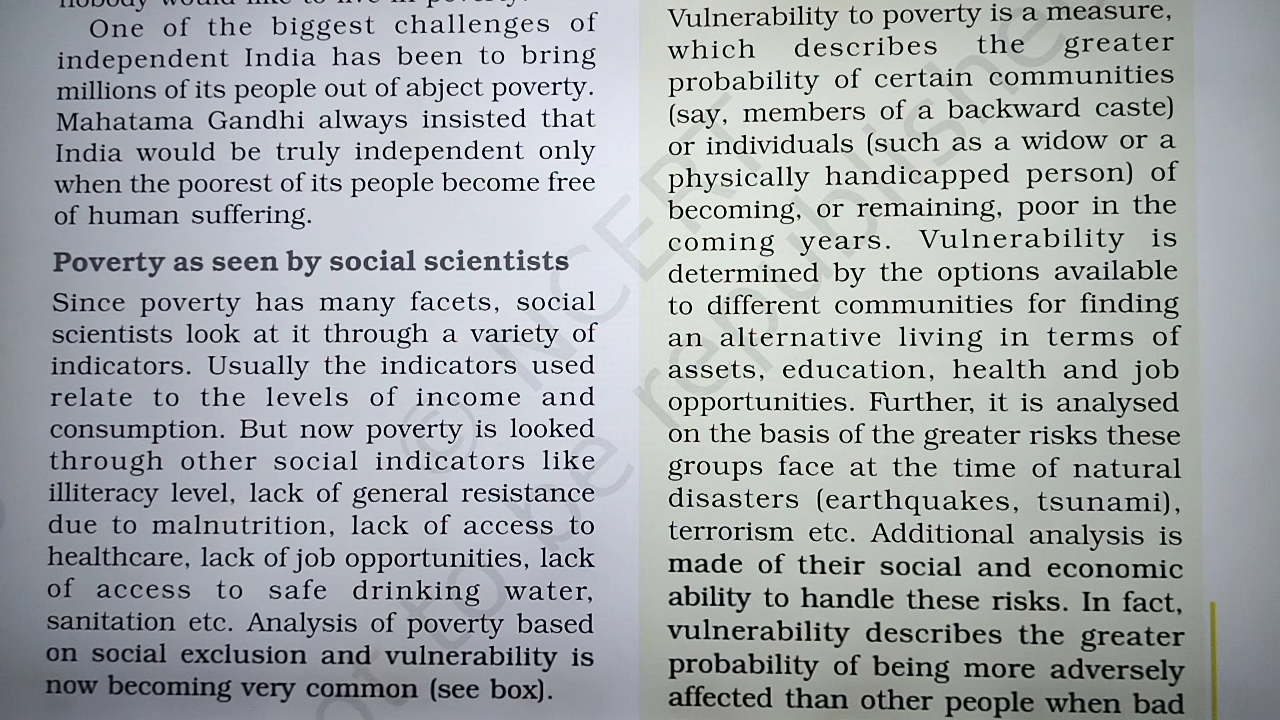 nobody would like to live in poverty.
One of the biggest challenges of
independent India has been to bring
millions of its people out of abject poverty.
Mahatama Gandhi always insisted that
India would be truly independent only
when the poorest of its people become free
of human suffering.
Poverty as seen by social scientists
Since poverty has many facets, social
scientists look at it through a variety of
indicators. Usually the indicators used
relate to the levels of income and
consumption. But now poverty is looked
through other social indicators like
illiteracy level, lack of general resistance
due to malnutrition, lack of access to
healthcare, lack of job opportunities, lack
of access to safe drinking water,
sanitation etc. Analysis of poverty based
on social exclusion and vulnerability is
now becoming very common (see box).
Vulnerability to poverty is a measure,
which describes the greater
probability of certain communities
(say, members of a backward caste)
or individuals (such as a widow or a
physically handicapped person) of
becoming, or remaining, poor in the
coming years. Vulnerability is
determined by the options available
to different communities for finding
an alternative living in terms of
assets, education, health and job
opportunities. Further, it is analysed
on the basis of the greater risks these
groups face at the time of natural
disasters (earthquakes, tsunami),
terrorism etc. Additional analysis is
made of their social and economic
ability to handle these risks. In fact,
vulnerability describes the greater
probability of being more adversely
affected than other people when bad
© NCERT
not to be republished